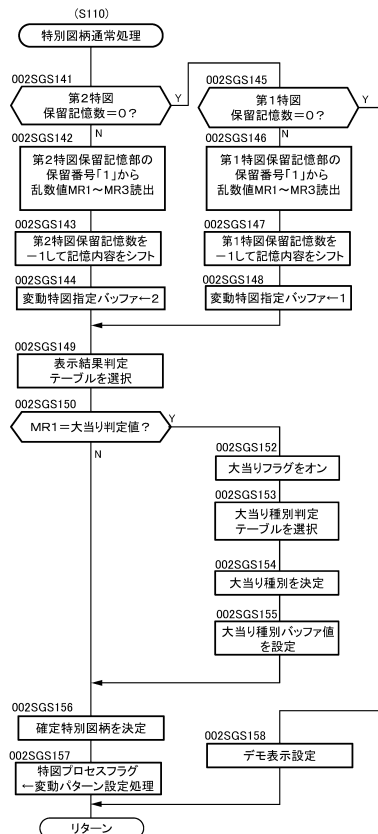 (S110)
特別図柄通常処理
002SGS141
第2特図
保留記憶数=0?
Y
N
002SGS142
第2特図保留記憶部の
保留番号「1」から
乱数値MR1～MR3読出
002SGS143
第2特図保留記憶数を
－1して記憶内容をシフト
002SGS144
変動特図指定バッファ←2
002SGS145
第1特図
保留記憶数=0?
Y
N
002SGS146
第1特図保留記憶部の
保留番号「1」から
乱数値MR1～MR3読出
002SGS147
第1特図保留記憶数を
－1して記憶内容をシフト
002SGS148
変動特図指定バッファ←1
002SGS149
表示結果判定
テーブルを選択
002SGS150
MR1=大当り判定値?
Y
N
002SGS152
大当りフラグをオン
002SGS153
大当り種別判定
テーブルを選択
002SGS154
大当り種別を決定
002SGS155
大当り種別バッファ値
を設定
002SGS156
確定特別図柄を決定
002SGS157
特図プロセスフラグ
←変動パターン設定処理
002SGS158
デモ表示設定
リターン